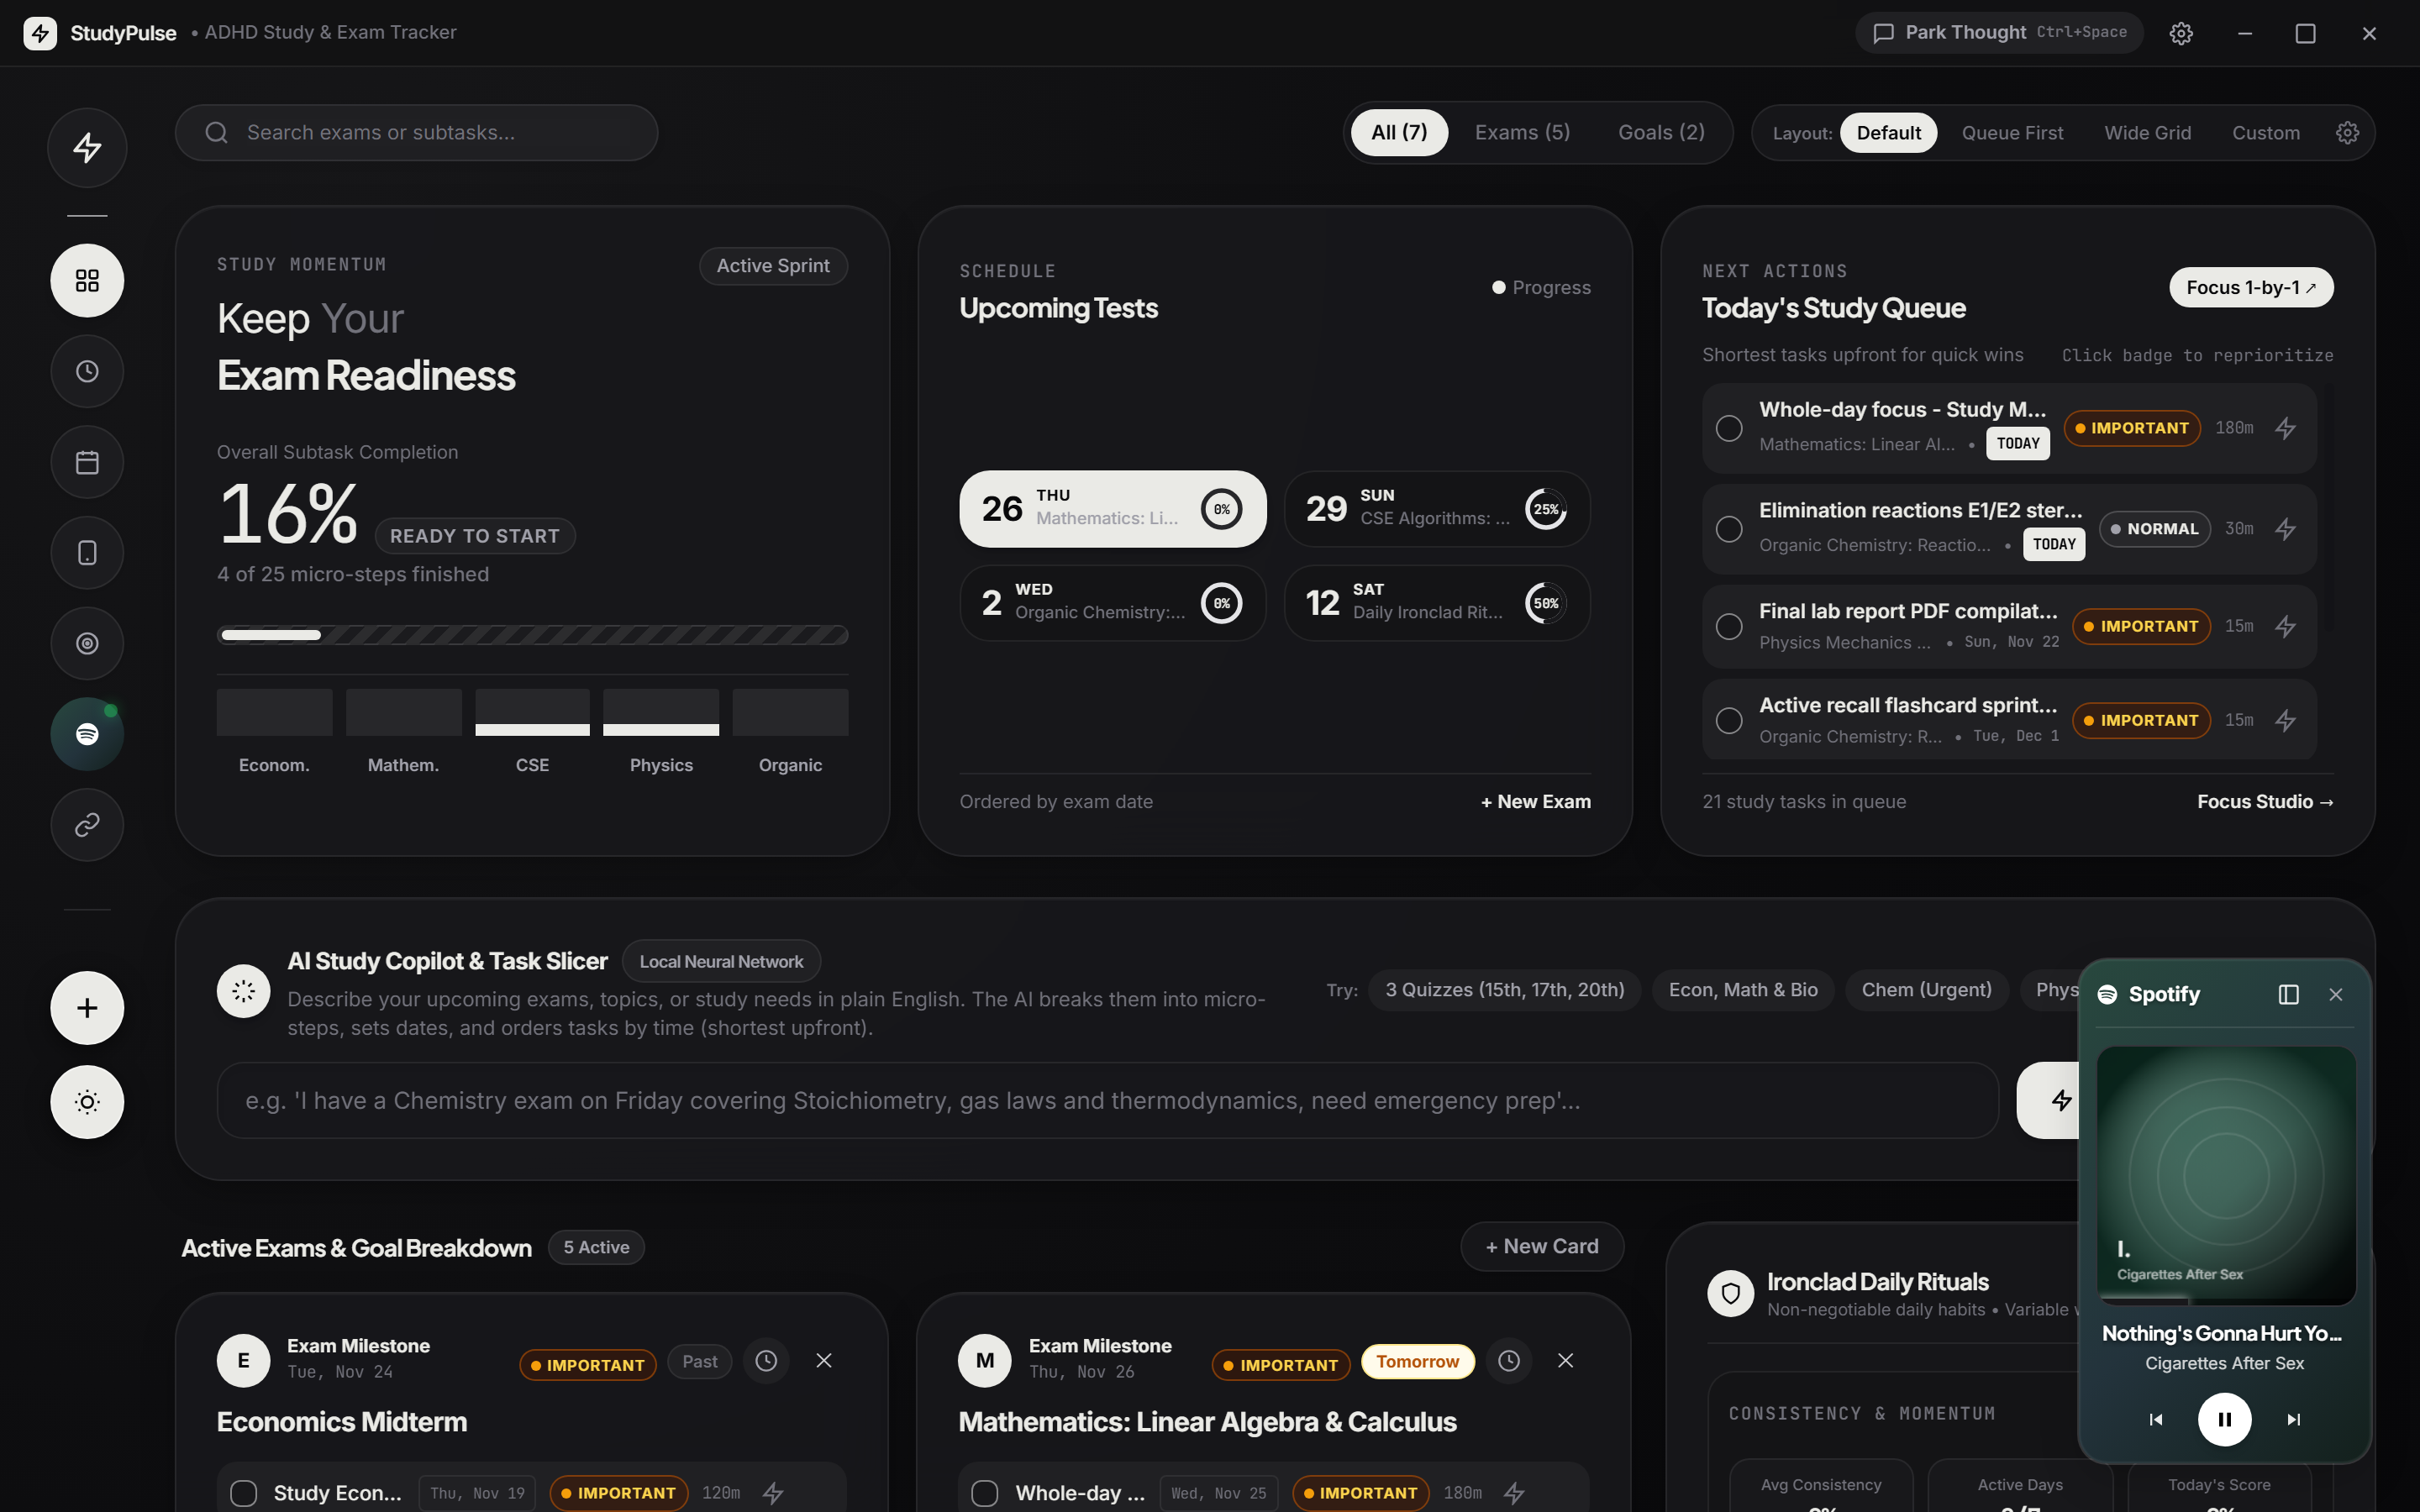 StudyPulse • ADHD Study & Exam Tracker
Park Thought Ctrl+Space
Search exams or subtasks...
All (7) Exams (5) Goals (2)
Layout: Default Queue First Wide Grid Custom
STUDY MOMENTUM
Active Sprint
Keep Your
Exam Readiness
Overall Subtask Completion
16% READY TO START
4 of 25 micro-steps finished
Econom. Mathem. CSE Physics Organic
SCHEDULE
Upcoming Tests
Progress
26 THU
Mathematics: Li... 0%
29 SUN
CSE Algorithms: ... 25%
2 WED
Organic Chemistry:... 0%
12 SAT
Daily Ironclad Rit... 50%
Ordered by exam date + New Exam
NEXT ACTIONS
Today's Study Queue
Focus 1-by-1 ↗
Shortest tasks upfront for quick wins Click badge to reprioritize
Whole-day focus - Study M...
Mathematics: Linear Al... • TODAY
IMPORTANT 180m
Elimination reactions E1/E2 ster...
Organic Chemistry: Reactio... • TODAY
NORMAL 30m
Final lab report PDF compilat...
Physics Mechanics ... • Sun, Nov 22
IMPORTANT 15m
Active recall flashcard sprint...
Organic Chemistry: R... • Tue, Dec 1
IMPORTANT 15m
21 study tasks in queue Focus Studio →
AI Study Copilot & Task Slicer Local Neural Network
Describe your upcoming exams, topics, or study needs in plain English. The AI breaks them into micro-
steps, sets dates, and orders tasks by time (shortest upfront).
Try: 3 Quizzes (15th, 17th, 20th) Econ, Math & Bio Chem (Urgent) Phys
e.g. 'I have a Chemistry exam on Friday covering Stoichiometry, gas laws and thermodynamics, need emergency prep'...
Active Exams & Goal Breakdown 5 Active
+ New Card
E Exam Milestone
Tue, Nov 24
IMPORTANT Past
Economics Midterm
Study Econ... Thu, Nov 19 IMPORTANT 120m
M Exam Milestone
Thu, Nov 26
IMPORTANT Tomorrow
Mathematics: Linear Algebra & Calculus
Whole-day ... Wed, Nov 25 IMPORTANT 180m
Ironclad Daily Rituals
Non-negotiable daily habits • Variable
CONSISTENCY & MOMENTUM
Avg Consistency Active Days Today's Score
Spotify
I.
Cigarettes After Sex
Nothing's Gonna Hurt Yo...
Cigarettes After Sex